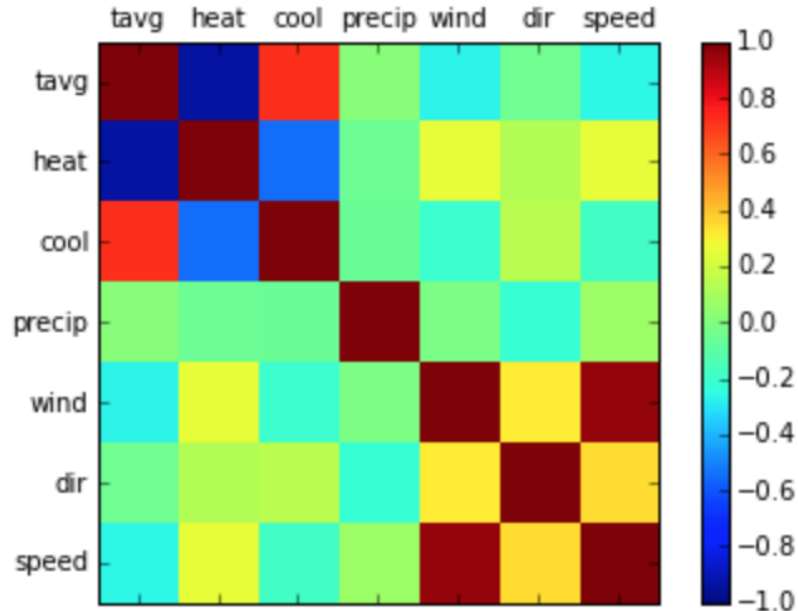 tavg heat cool precip wind dir speed
tavg
heat
cool
precip
wind
dir
speed
1.0
0.8
0.6
0.4
0.2
0.0
−0.2
−0.4
−0.6
−0.8
−1.0